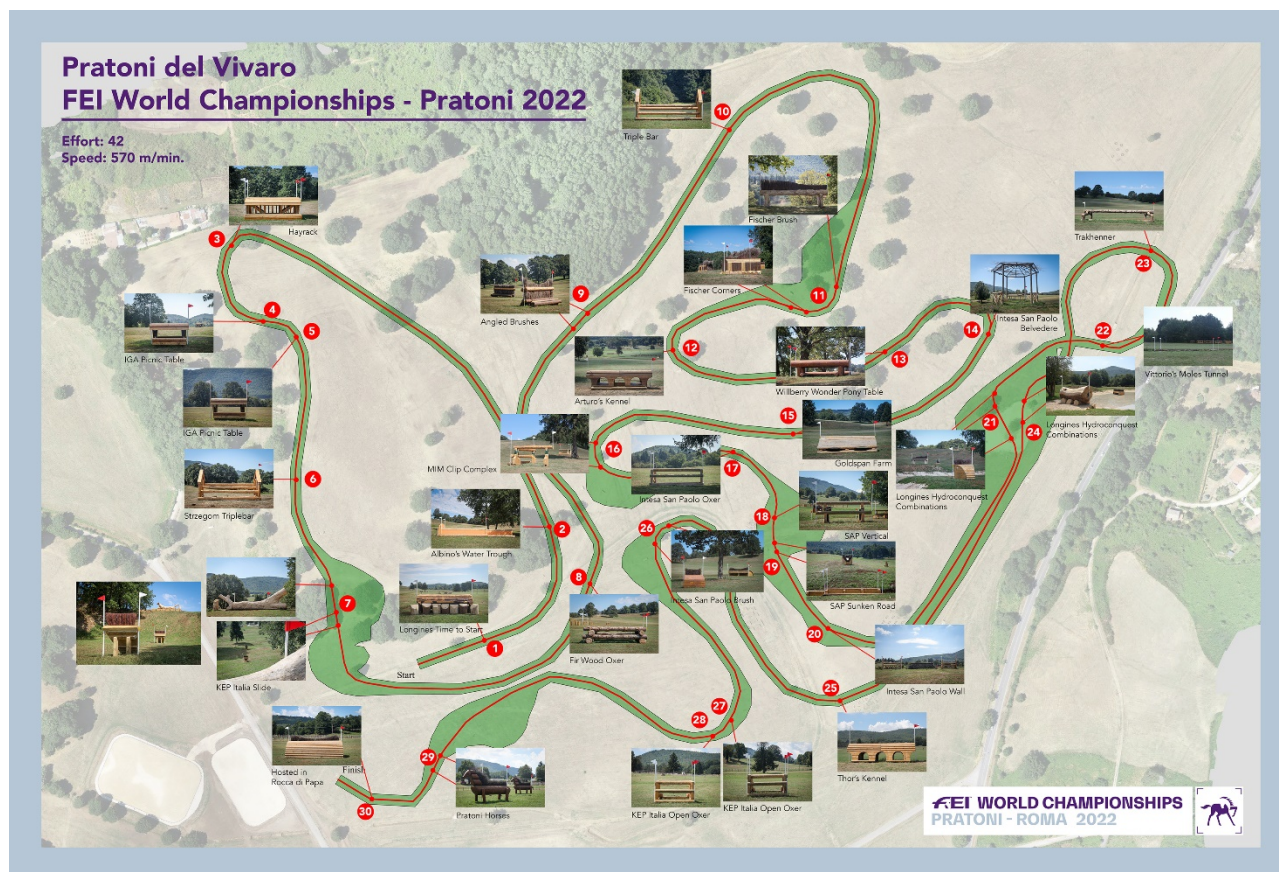 Pratoni del Vivaro
FEI World Championships - Pratoni 2022
Effort: 42
Speed: 570 m/min.
10
Triple Bar
Hayrack
3
Fischer Brush
Trakhenner
23
Fischer Corners
Angled Brushes
9
11
Intesa San Paolo
Belvedere
IGA Picnic Table
4
5
14
22
Vittorio's Moles Tunnel
12
13
Arturo's Kennel
Willberry Wonder Pony Table
IGA Picnic Table
15
21
24
Longines Hydroconquest
Combinations
16
MIM Clip Complex
17
Goldspan Farm
6
Strzegom Triplebar
Intesa San Paolo Oxer
Longines Hydroconquest
Combinations
18
SAP Vertical
2
26
Albino's Water Trough
19
8
7
Intesa San Paolo Brush
SAP Sunken Road
Longines Time to Start
1
20
Start
Fir Wood Oxer
KEP Italia Slide
25
Intesa San Paolo Wall
27
28
Hosted in
Rocca di Papa
Finish
29
Thor's Kennel
KEP Italia Open Oxer
KEP Italia Open Oxer
30
Pratoni Horses
FEI WORLD CHAMPIONSHIPS
PRATONI - ROMA 2022